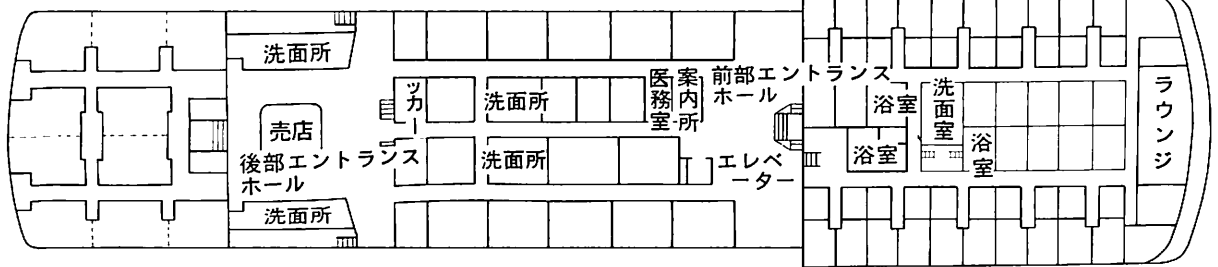 洗面所
売店
後部エントランス
ホール
洗面所
ッカー
洗面所
洗面所
医務室
案内所
前部エントランス
ホール
エレベ
ーター
浴室
浴室
洗面室
浴室
ラウンジ